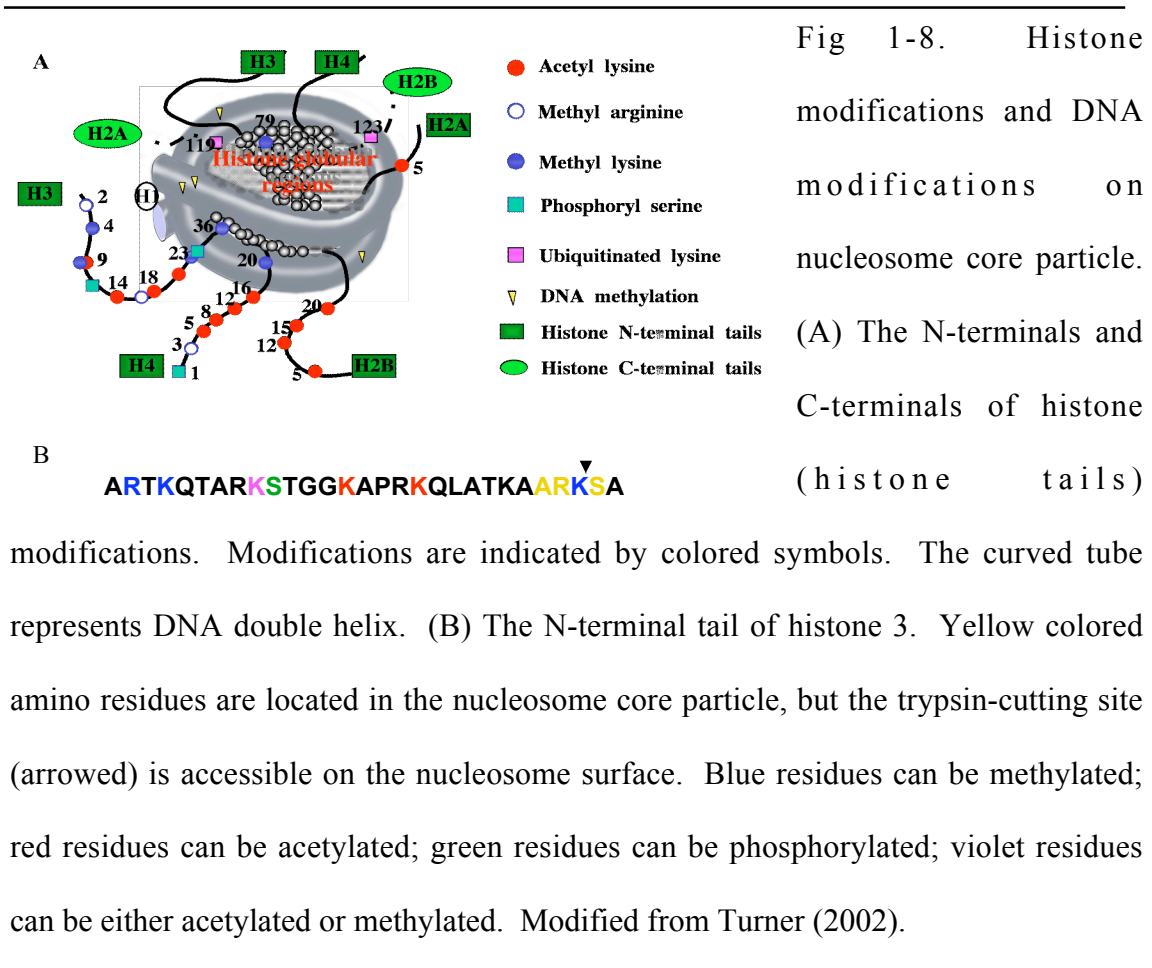 A
H3
H4
H2B
H2A
H2A
79
123
119
5
Histone globular
regions
H3
H1
2
4
9
14
18
23
36
20
16
12
8
5
3
1
H4
20
15
12
5
H2B
Acetyl lysine
Methyl arginine
Methyl lysine
Phosphoryl serine
Ubiquitinated lysine
DNA methylation
Histone N-terminal tails
Histone C-terminal tails
B
ARTKQTARKSTGGKAPRKQLATKAARKSA
Fig 1-8. Histone
modifications and DNA
modifications on
nucleosome core particle.
(A) The N-terminals and
C-terminals of histone
(histone tails)
modifications. Modifications are indicated by colored symbols. The curved tube
represents DNA double helix. (B) The N-terminal tail of histone 3. Yellow colored
amino residues are located in the nucleosome core particle, but the trypsin-cutting site
(arrowed) is accessible on the nucleosome surface. Blue residues can be methylated;
red residues can be acetylated; green residues can be phosphorylated; violet residues
can be either acetylated or methylated. Modified from Turner (2002).